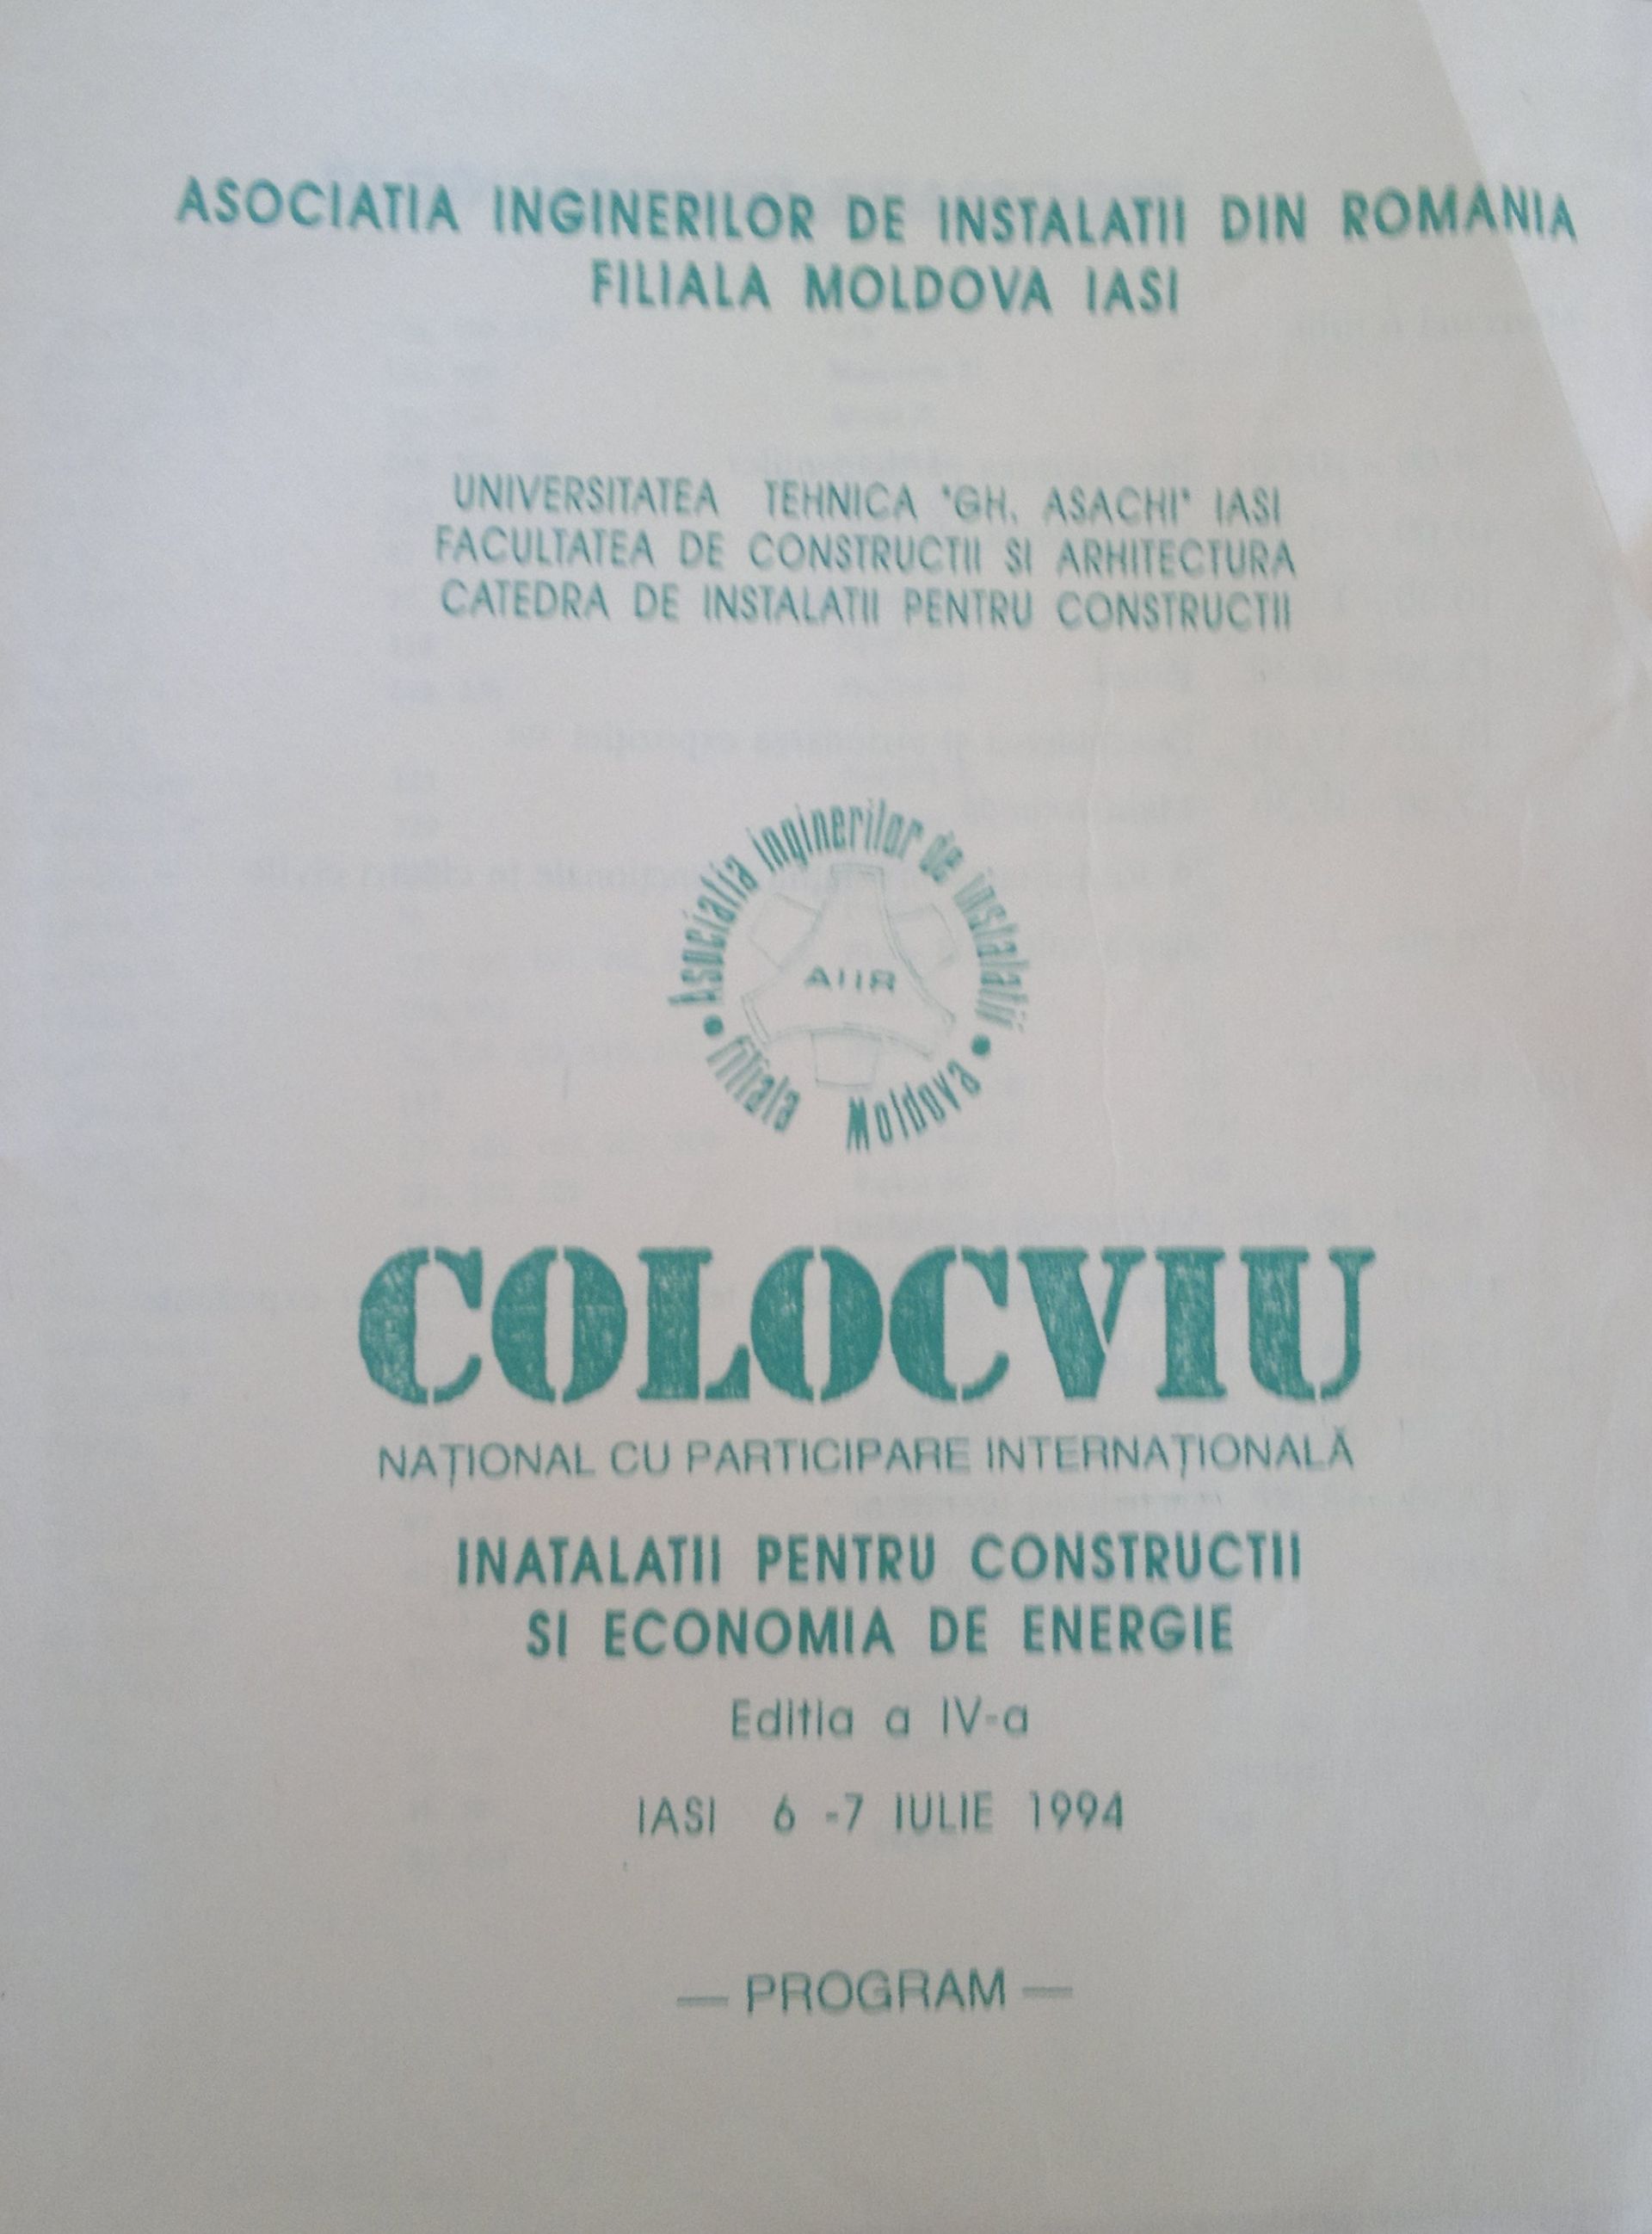 ASOCIATIA INGINERILOR DE INSTALATII DIN ROMANIA
FILIALA MOLDOVA IASI
UNIVERSITATEA TEHNICA "GH. ASACHI" IASI
FACULTATEA DE CONSTRUCTII SI ARHITECTURA
CATEDRA DE INSTALATII PENTRU CONSTRUCTII
Asociatia inginerilor de instalatii
AIIR
• filiala Moldova •
COLOCVIU
NAȚIONAL CU PARTICIPARE INTERNAȚIONALĂ
INATALATII PENTRU CONSTRUCTII
SI ECONOMIA DE ENERGIE
Editia a IV-a
IASI 6 -7 IULIE 1994
— PROGRAM —